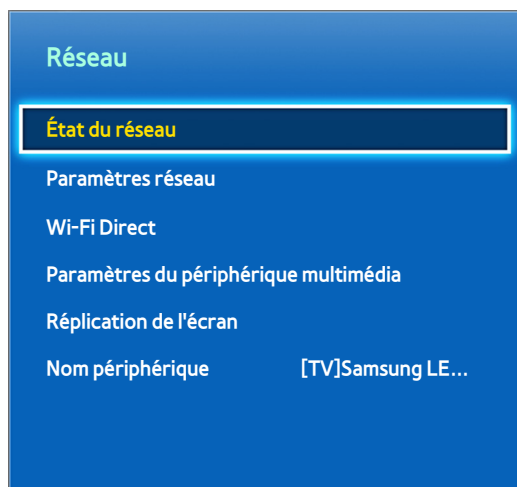 Réseau
État du réseau
Paramètres réseau
Wi-Fi Direct
Paramètres du périphérique multimédia
Réplication de l'écran
Nom périphérique [TV]Samsung LE...